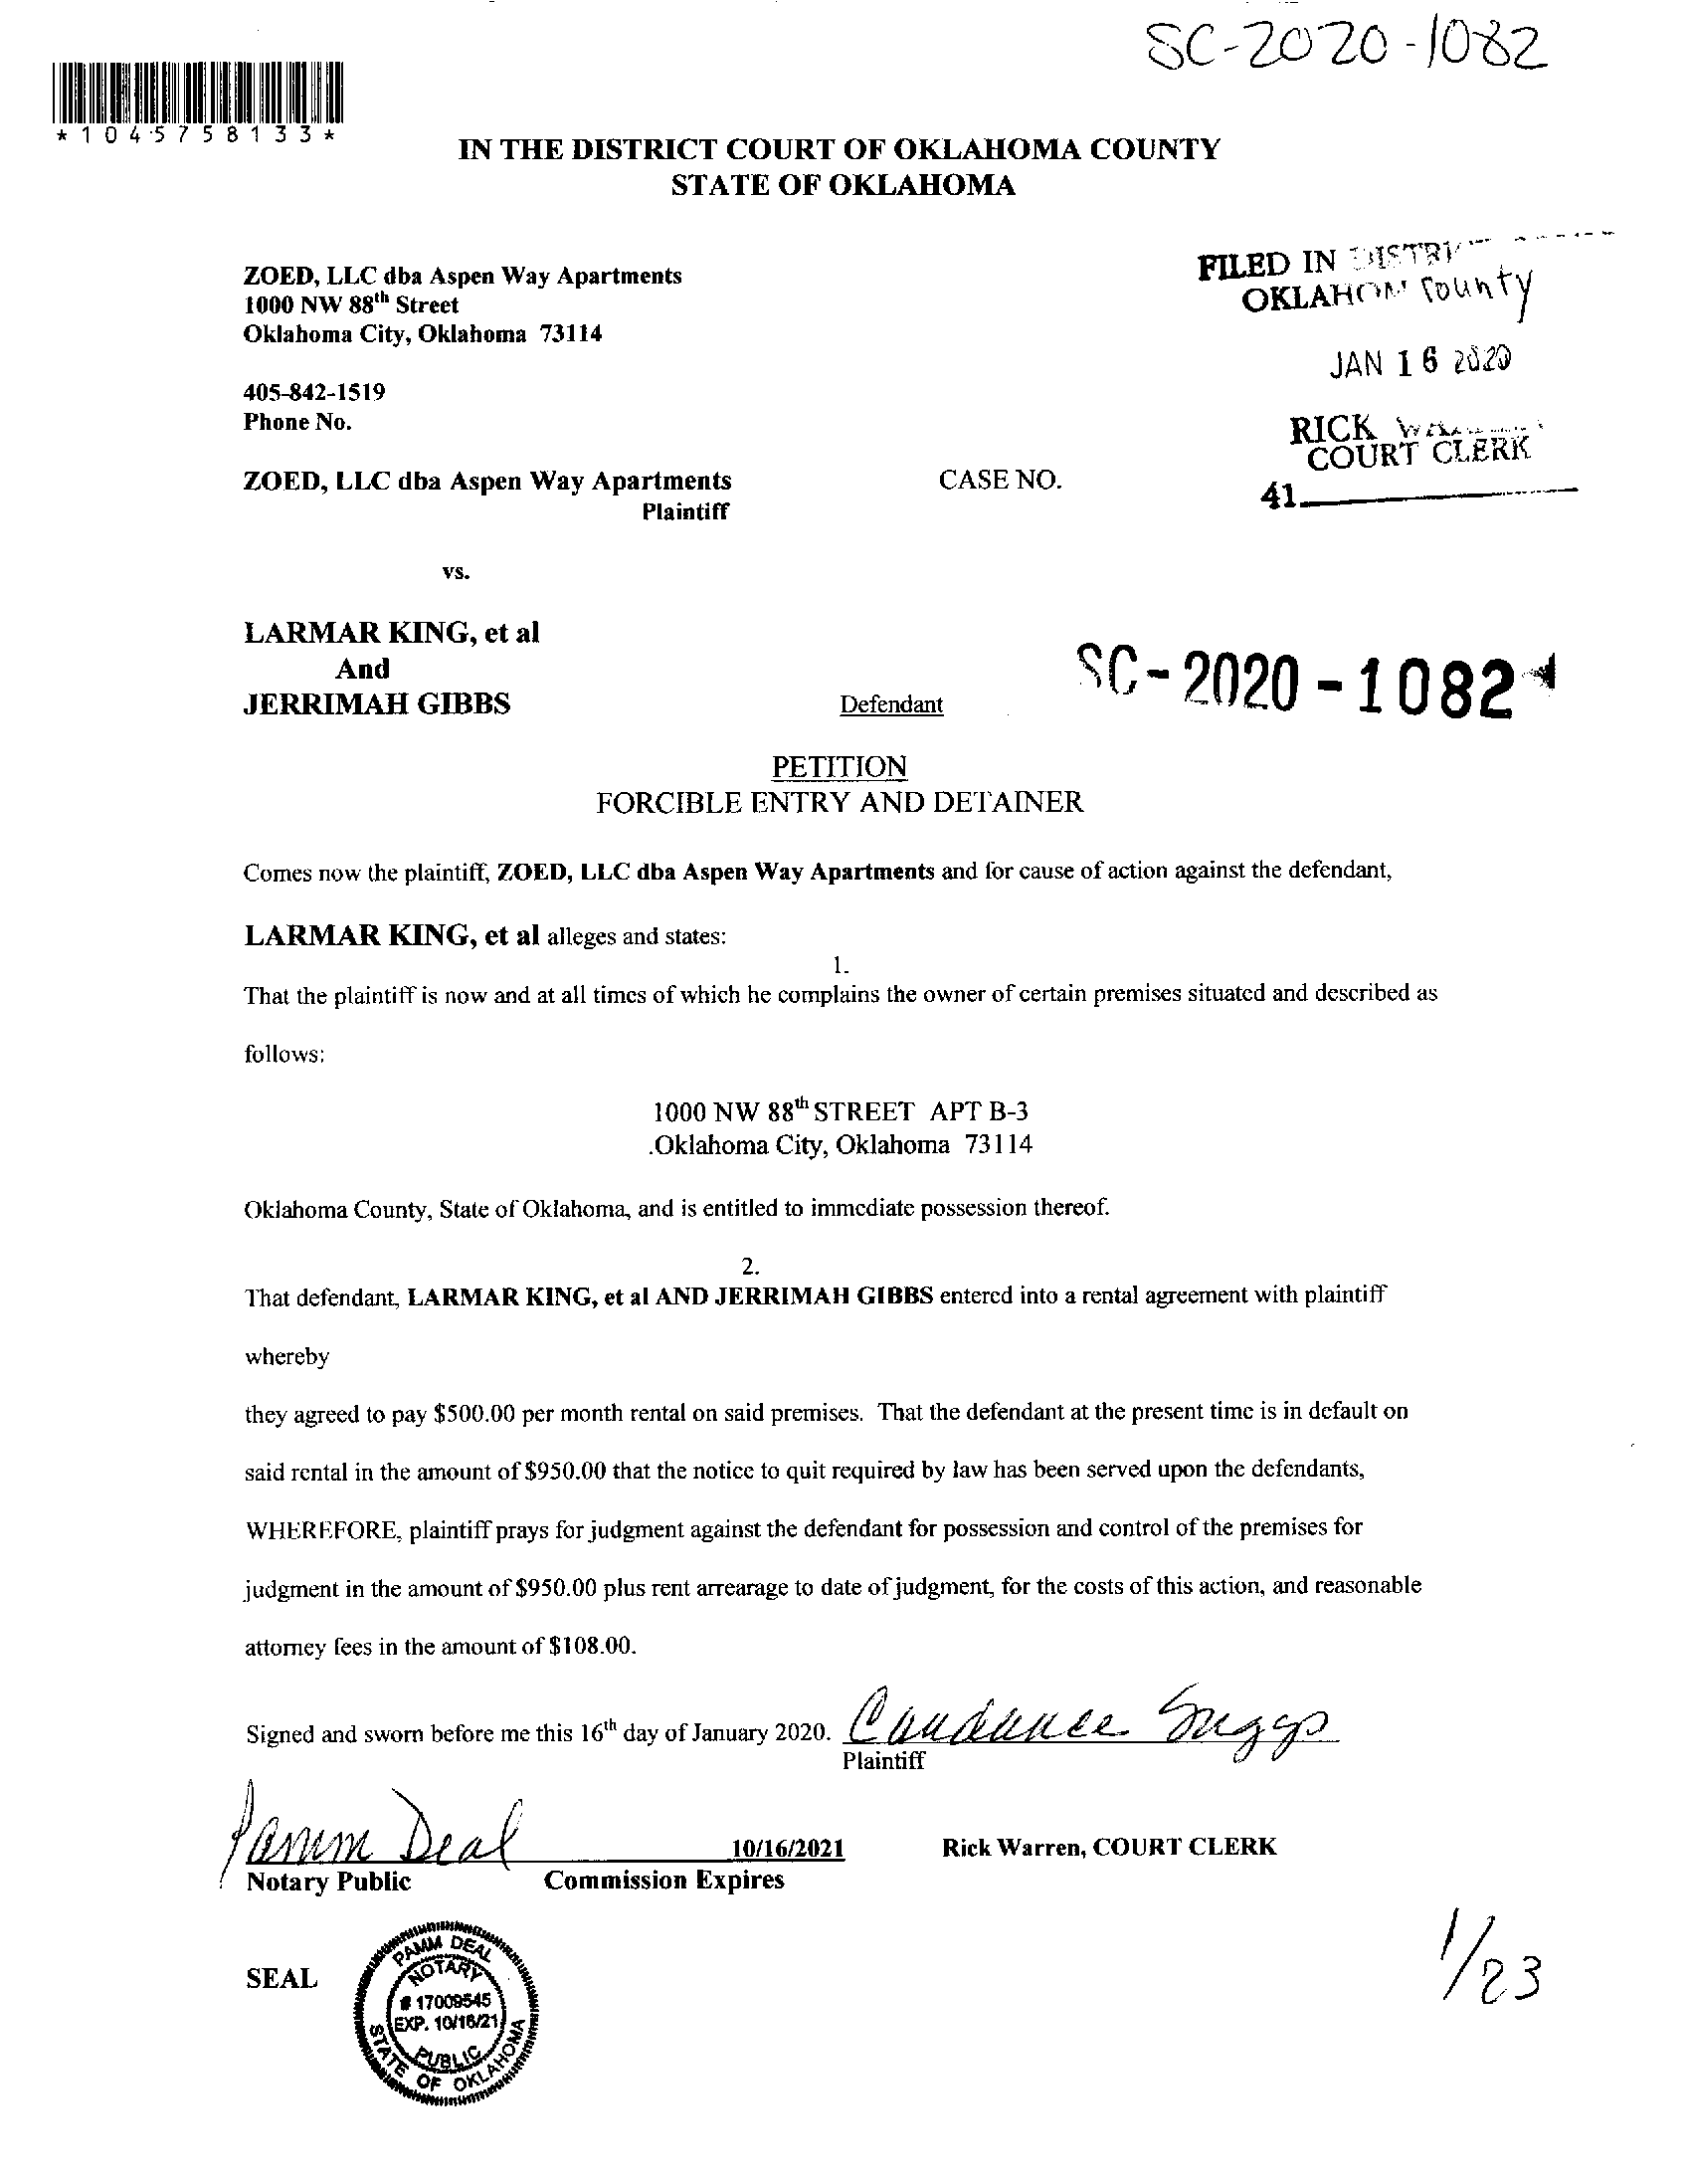 SC-2020-1082
*1045758133*
IN THE DISTRICT COURT OF OKLAHOMA COUNTY
STATE OF OKLAHOMA
FILED IN DISTRI
OKLAHOM County
ZOED, LLC dba Aspen Way Apartments
1000 NW 88th Street
Oklahoma City, Oklahoma 73114
JAN 16 2020
405-842-1519
Phone No.
RICK
COURT CLERK
41
ZOED, LLC dba Aspen Way Apartments
CASE NO.
Plaintiff
vs.
LARMAR KING, et al
And
JERRIMAH GIBBS
Defendant
SC-2020-1082
PETITION
FORCIBLE ENTRY AND DETAINER
Comes now the plaintiff, ZOED, LLC dba Aspen Way Apartments and for cause of action against the defendant,
LARMAR KING, et al alleges and states:
1.
That the plaintiff is now and at all times of which he complains the owner of certain premises situated and described as
follows:
1000 NW 88th STREET APT B-3
.Oklahoma City, Oklahoma 73114
Oklahoma County, State of Oklahoma, and is entitled to immediate possession thereof.
2.
That defendant, LARMAR KING, et al AND JERRIMAH GIBBS entered into a rental agreement with plaintiff
whereby
they agreed to pay $500.00 per month rental on said premises. That the defendant at the present time is in default on
said rental in the amount of $950.00 that the notice to quit required by law has been served upon the defendants,
WHEREFORE, plaintiff prays for judgment against the defendant for possession and control of the premises for
judgment in the amount of $950.00 plus rent arrearage to date of judgment, for the costs of this action, and reasonable
attorney fees in the amount of $108.00.
Signed and sworn before me this 16th day of January 2020. Candance Suggs
Plaintiff
Pamm Deal
10/16/2021
Rick Warren, COURT CLERK
Notary Public
Commission Expires
SEAL
PAMM DEAL
NOTARY
# 17009545
EXP. 10/16/21
PUBLIC
STATE OF OKLAHOMA
1/23